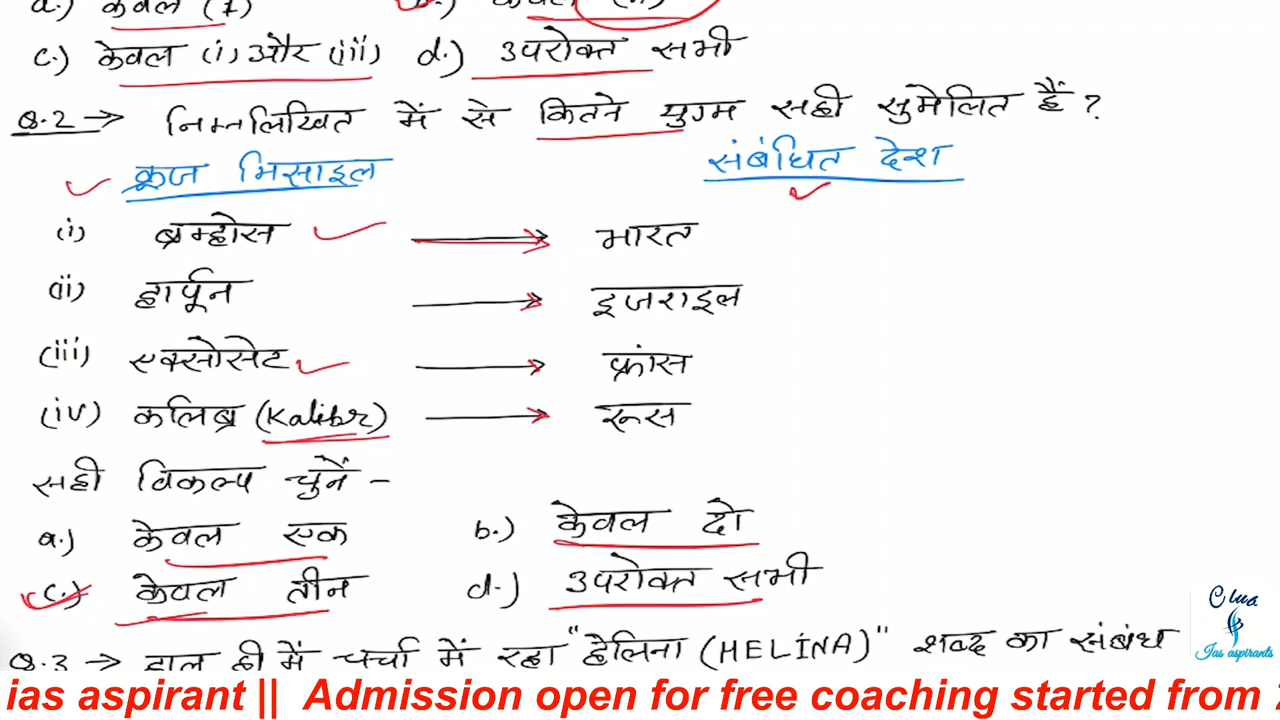 a.) केवल (i)
c.) केवल (i) और (iii) d.) उपरोक्त सभी
Q.2 → निम्नलिखित में से कितने युग्म सही सुमेलित हैं ?
क्रूज मिसाइल संबंधित देश
(i) ब्रम्होस → भारत
(ii) हार्पून → इजराइल
(iii) एक्सोसेट → फ्रांस
(iv) कलिब्र (Kalibr) → रूस
सही विकल्प चुनें -
a.) केवल एक b.) केवल दो
c.) केवल तीन d.) उपरोक्त सभी
Q.3 → हाल ही में चर्चा में रहा "हेलिना (HELINA)" शब्द का संबंध
Clue
Ias aspirants
ias aspirant || Admission open for free coaching started from